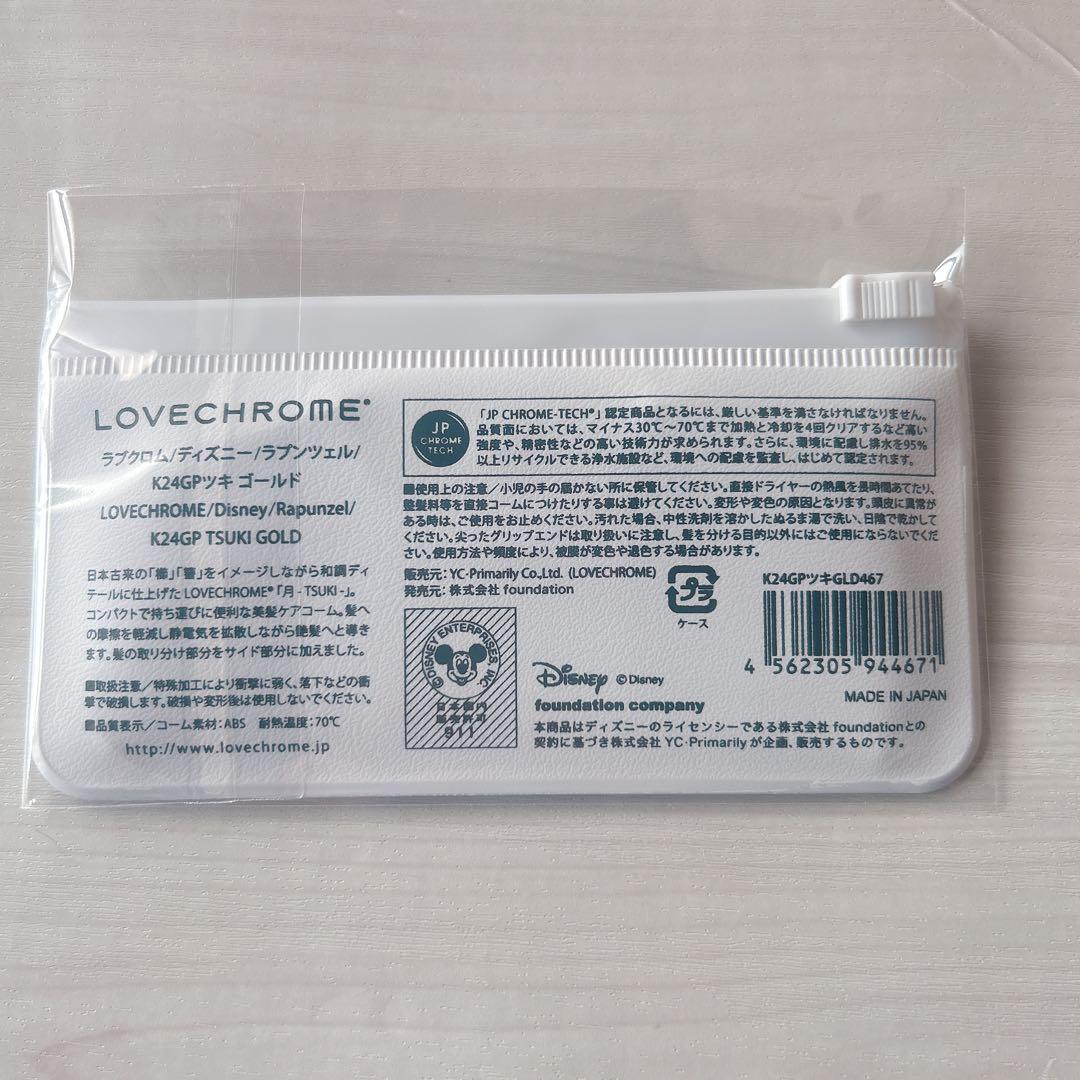 LOVECHROME®
ラブクロム/ディズニー/ラプンツェル/
K24GPツキ ゴールド
LOVECHROME/Disney/Rapunzel/
K24GP TSUKI GOLD
日本古来の「櫛」「簪」をイメージしながら和調ディ
テールに仕上げた LOVECHROME®「月 - TSUKI -」。
コンパクトで持ち運びに便利な美髪ケアコーム。髪へ
の摩擦を軽減し静電気を拡散しながら艶髪へと導き
ます。髪の取り分け部分をサイド部分に加えました。
■取扱注意／特殊加工により衝撃に弱く、落下などの衝
撃で破損します。破損や変形後は使用しないでください。
■品質表示／コーム素材：ABS 耐熱温度：70℃
http://www.lovechrome.jp
JP
CHROME
TECH
「JP CHROME-TECH®」認定商品となるには、厳しい基準を満さなければなりません。
品質面においては、マイナス30℃〜70℃まで加熱と冷却を4回クリアするなど高い
強度や、精密性などの高い技術力が求められます。さらに、環境に配慮し排水を95%
以上リサイクルできる浄水施設など、環境への配慮を監査し、はじめて認定されます。
■使用上の注意／小児の手の届かない所に保管してください。直接ドライヤーの熱風を長時間あてたり、
整髪料等を直接コームにつけたりする事は避けてください。変形や変色の原因となります。頭皮に異常が
ある時は、ご使用をお止めください。汚れた場合、中性洗剤を溶かしたぬるま湯で洗い、日陰で乾かして
ください。尖ったグリップエンドは取り扱いに注意し、髪を分ける目的以外にはご使用にならないでくだ
さい。使用方法や頻度により、被膜が変色や退色する場合があります。
販売元：YC・Primarily Co.,Ltd. (LOVECHROME)
発売元：株式会社 foundation
プラ
ケース
K24GPツキGLD467
4 562305 944671
MADE IN JAPAN
©DISNEY ENTERPRISES, INC.
日本国内
販売許可
911
Disney ©Disney
foundation company
本商品はディズニーのライセンシーである株式会社 foundationとの
契約に基づき株式会社 YC・Primarilyが企画、販売するものです。